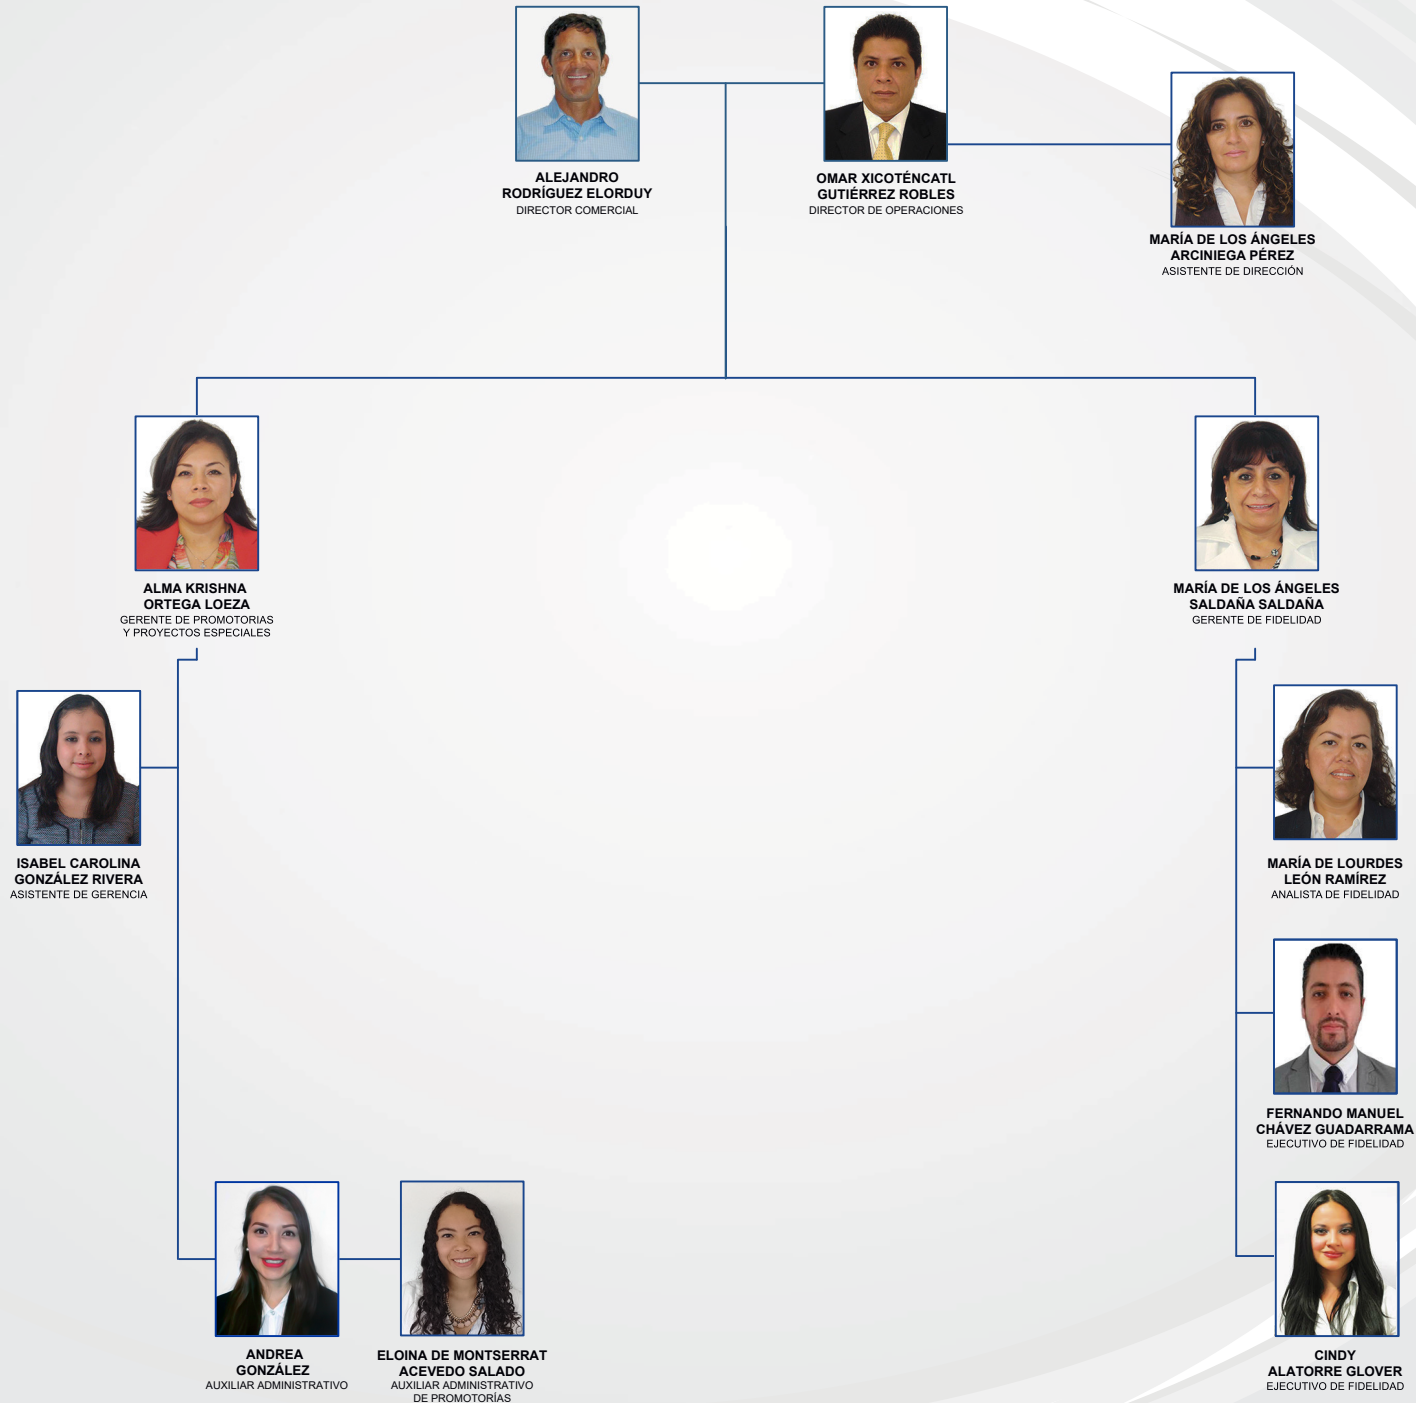 ALEJANDRO
RODRÍGUEZ ELORDUY
DIRECTOR COMERCIAL
OMAR XICOTÉNCATL
GUTIÉRREZ ROBLES
DIRECTOR DE OPERACIONES
MARÍA DE LOS ÁNGELES
ARCINIEGA PÉREZ
ASISTENTE DE DIRECCIÓN
ALMA KRISHNA
ORTEGA LOEZA
GERENTE DE PROMOTORIAS
Y PROYECTOS ESPECIALES
MARÍA DE LOS ÁNGELES
SALDAÑA SALDAÑA
GERENTE DE FIDELIDAD
ISABEL CAROLINA
GONZÁLEZ RIVERA
ASISTENTE DE GERENCIA
MARÍA DE LOURDES
LEÓN RAMÍREZ
ANALISTA DE FIDELIDAD
FERNANDO MANUEL
CHÁVEZ GUADARRAMA
EJECUTIVO DE FIDELIDAD
ANDREA
GONZÁLEZ
AUXILIAR ADMINISTRATIVO
ELOINA DE MONTSERRAT
ACEVEDO SALADO
AUXILIAR ADMINISTRATIVO
DE PROMOTORÍAS
CINDY
ALATORRE GLOVER
EJECUTIVO DE FIDELIDAD